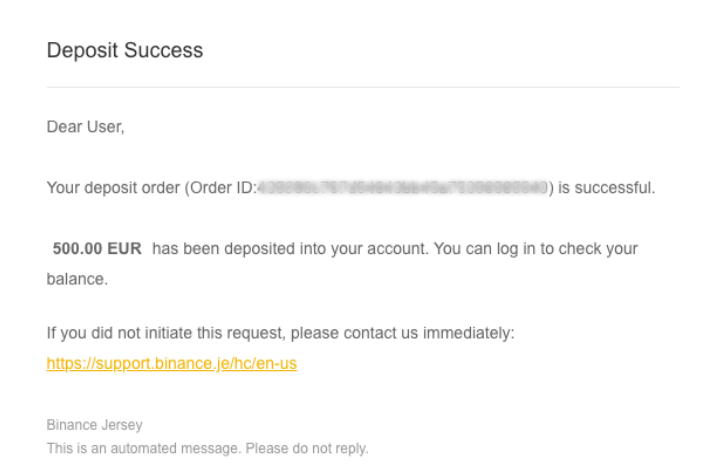 Deposit Success
Dear User,
Your deposit order (Order ID:) is successful.
500.00 EUR has been deposited into your account. You can log in to check your
balance.
If you did not initiate this request, please contact us immediately:
https://support.binance.je/hc/en-us
Binance Jersey
This is an automated message. Please do not reply.